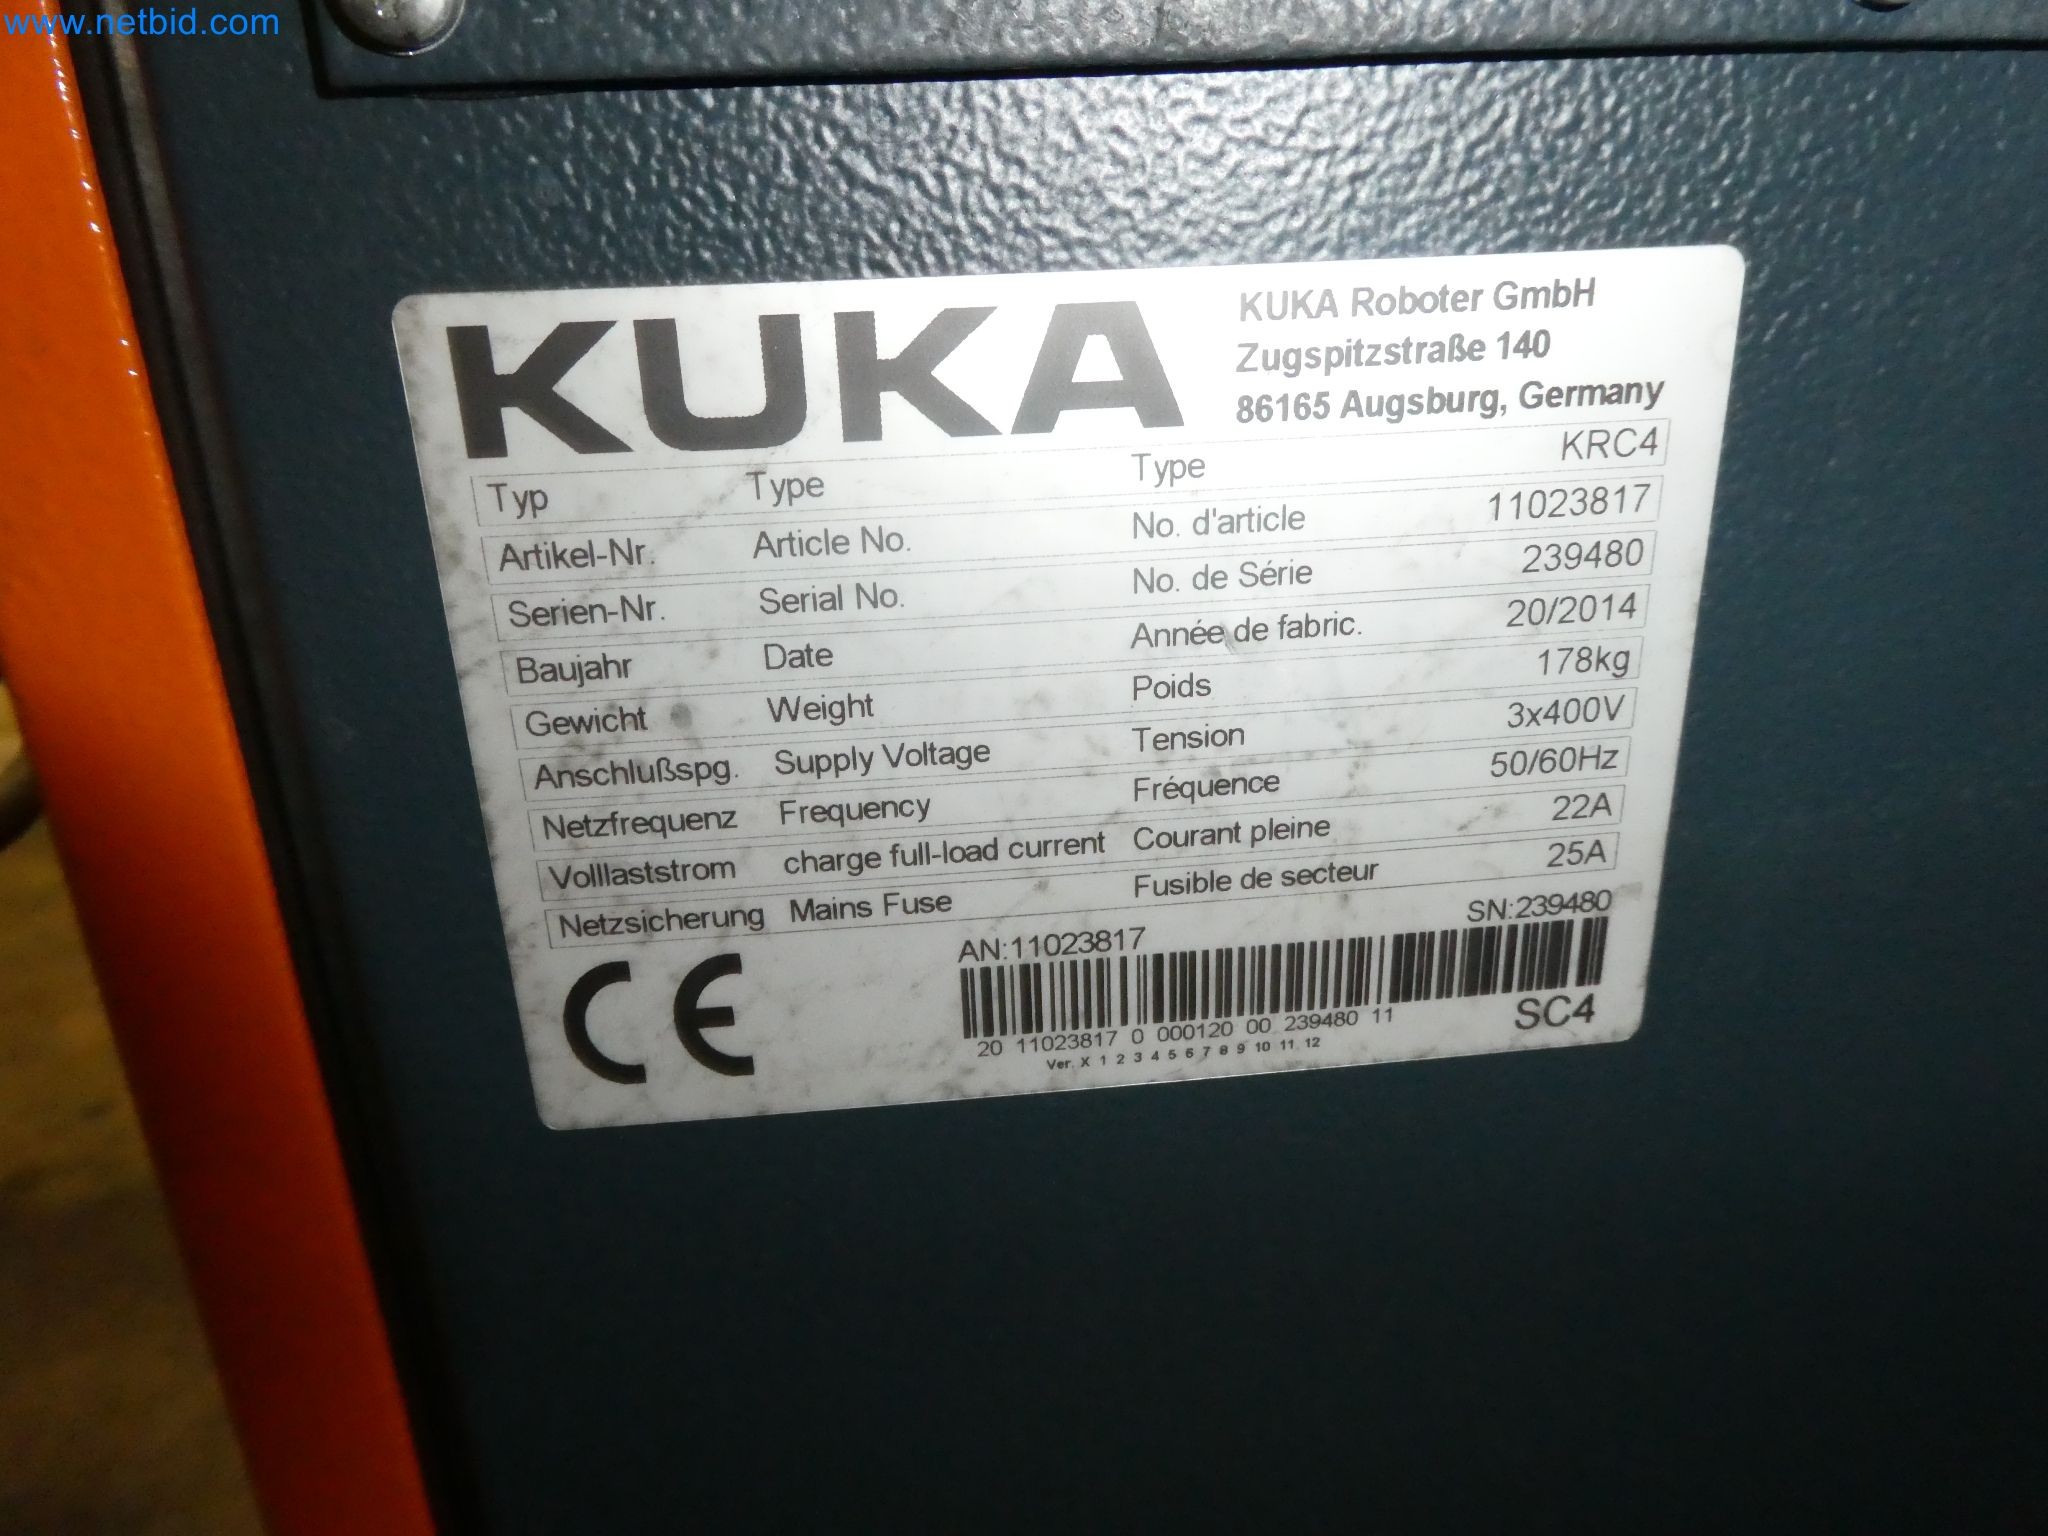 www.netbid.com
KUKA
KUKA Roboter GmbH
Zugspitzstraße 140
86165 Augsburg, Germany
Typ Type Type KRC4
Artikel-Nr. Article No. No. d'article 11023817
Serien-Nr. Serial No. No. de Série 239480
Baujahr Date Année de fabric. 20/2014
Gewicht Weight Poids 178kg
Anschlußspg. Supply Voltage Tension 3x400V
Netzfrequenz Frequency Fréquence 50/60Hz
Volllaststrom charge full-load current Courant pleine 22A
Netzsicherung Mains Fuse Fusible de secteur 25A
AN:11023817 SN:239480
CE
20 11023817 0 000120 00 239480 11
SC4
Ver. X 1 2 3 4 5 6 7 8 9 10 11 12